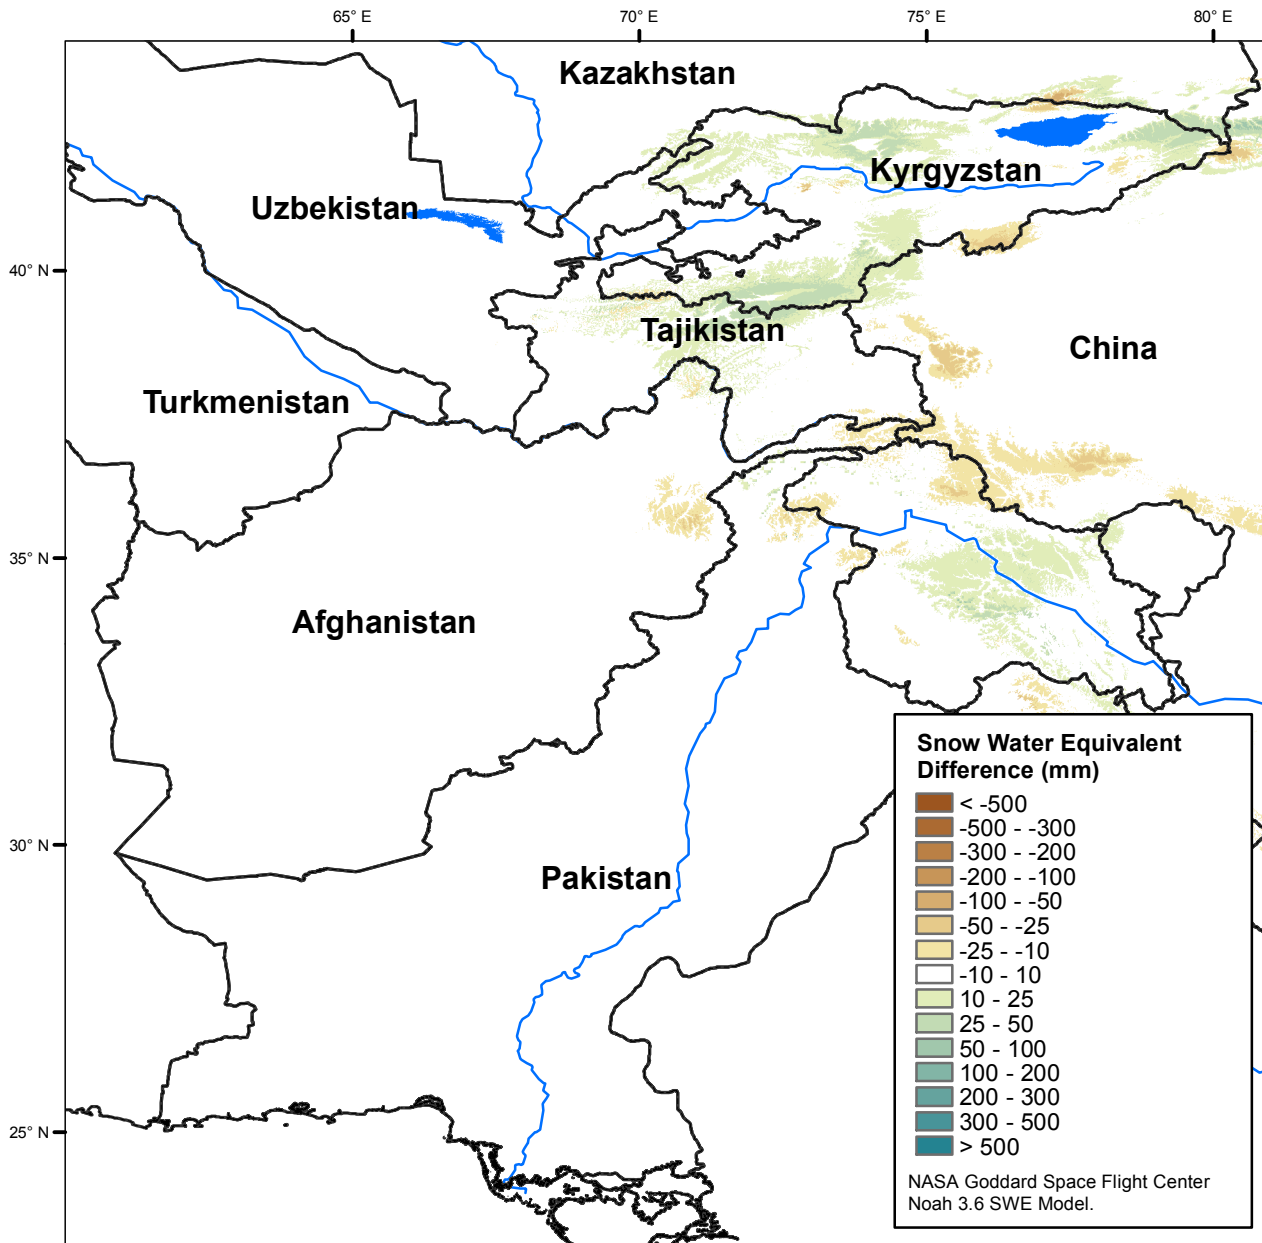 65° E
70° E
75° E
80° E
Kazakhstan
Kyrgyzstan
Uzbekistan
40° N
Tajikistan
China
Turkmenistan
35° N
Afghanistan
Snow Water Equivalent
Difference (mm)
< -500
-500 - -300
-300 - -200
-200 - -100
-100 - -50
-50 - -25
-25 - -10
-10 - 10
10 - 25
25 - 50
50 - 100
100 - 200
200 - 300
300 - 500
> 500
NASA Goddard Space Flight Center
Noah 3.6 SWE Model.
30° N
Pakistan
25° N